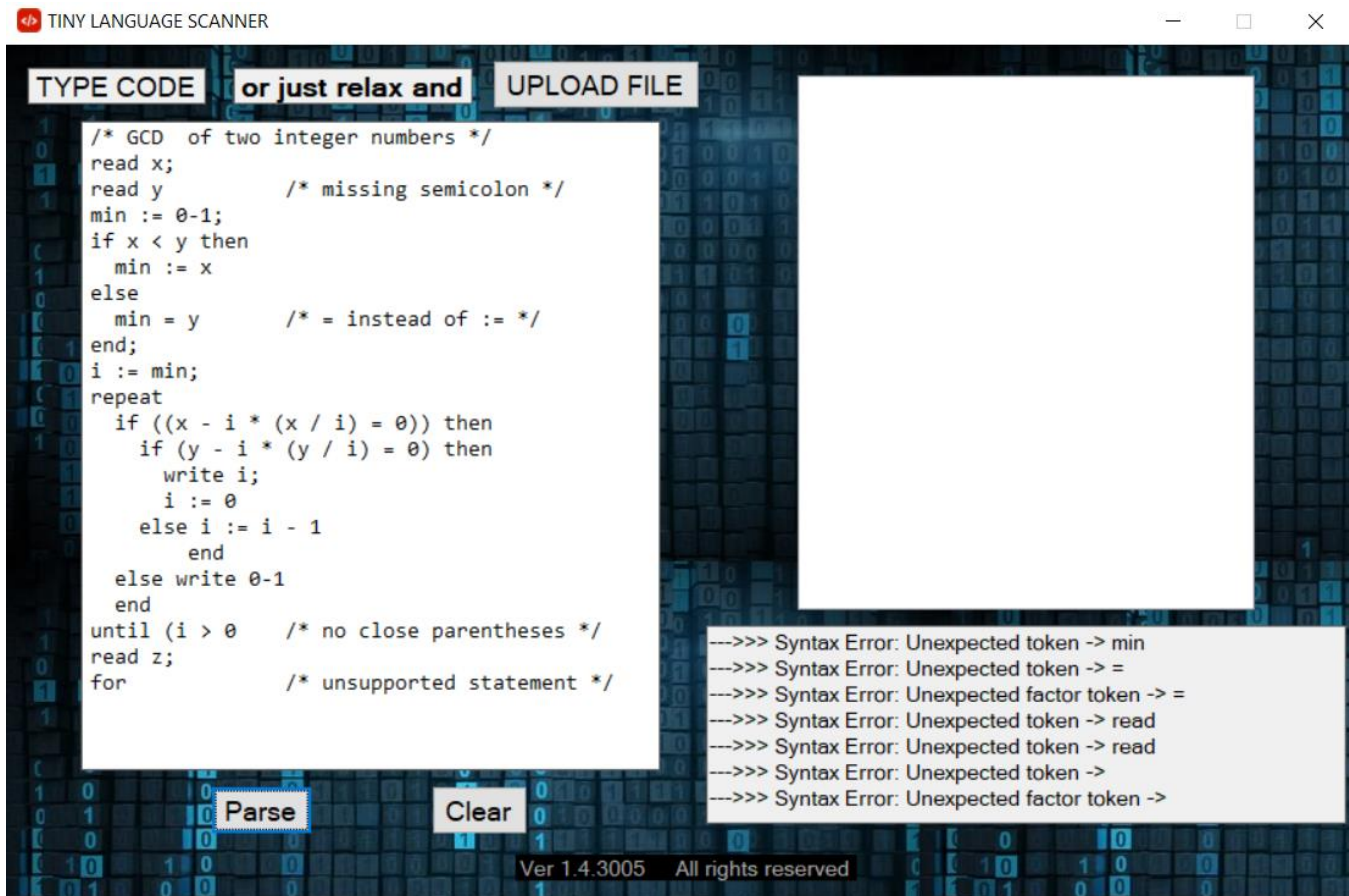 TINY LANGUAGE SCANNER
TYPE CODE or just relax and UPLOAD FILE
/* GCD  of two integer numbers */
read x;
read y          /* missing semicolon */
min := 0-1;
if x < y then
  min := x
else
  min = y       /* = instead of := */
end;
i := min;
repeat
  if ((x - i * (x / i) = 0)) then
    if (y - i * (y / i) = 0) then
      write i;
      i := 0
    else i := i - 1
        end
  else write 0-1
  end
until (i > 0    /* no close parentheses */
read z;
for             /* unsupported statement */
--->>> Syntax Error: Unexpected token -> min
--->>> Syntax Error: Unexpected token -> =
--->>> Syntax Error: Unexpected factor token -> =
--->>> Syntax Error: Unexpected token -> read
--->>> Syntax Error: Unexpected token -> read
--->>> Syntax Error: Unexpected token ->
--->>> Syntax Error: Unexpected factor token ->
Parse Clear
Ver 1.4.3005 All rights reserved